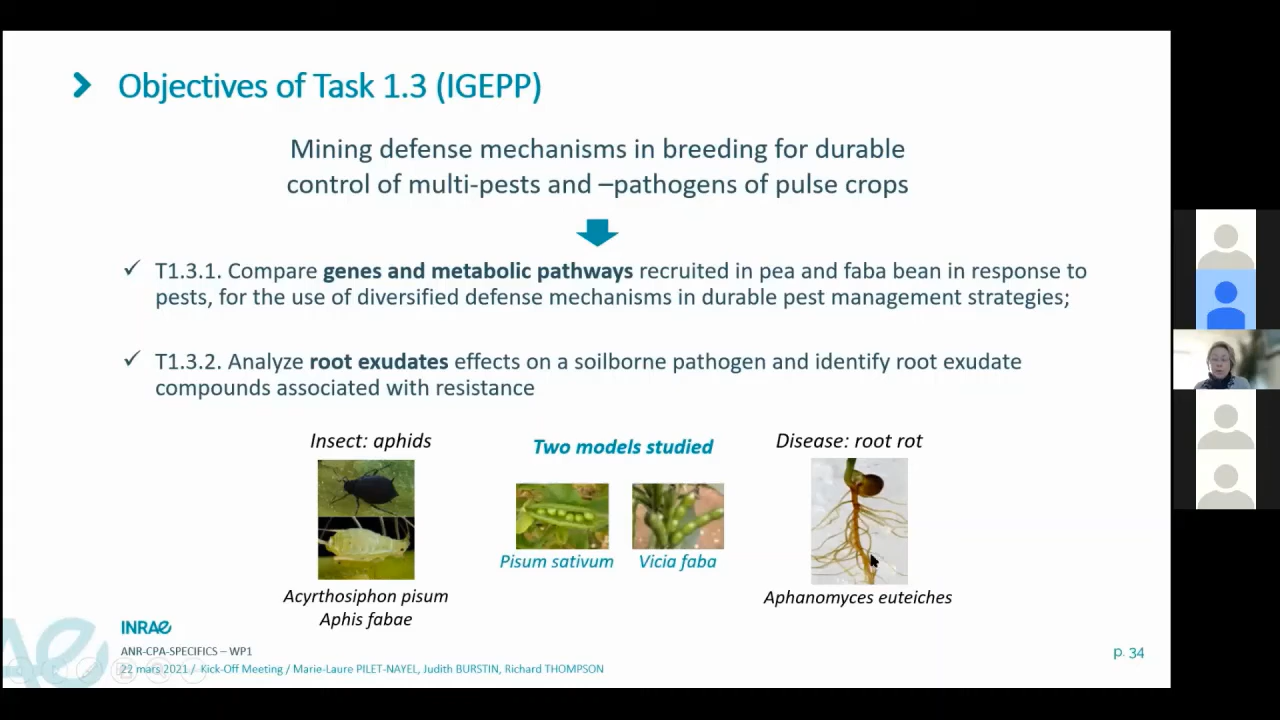 Objectives of Task 1.3 (IGEPP)
Mining defense mechanisms in breeding for durable
control of multi-pests and –pathogens of pulse crops
✓ T1.3.1. Compare genes and metabolic pathways recruited in pea and faba bean in response to
pests, for the use of diversified defense mechanisms in durable pest management strategies;
✓ T1.3.2. Analyze root exudates effects on a soilborne pathogen and identify root exudate
compounds associated with resistance
Insect: aphids
Two models studied
Disease: root rot
Pisum sativum
Vicia faba
Acyrthosiphon pisum
Aphis fabae
Aphanomyces euteiches
INRAE
ANR-CPA-SPECIFICS – WP1
22 mars 2021 / Kick-Off Meeting / Marie-Laure PILET-NAYEL, Judith BURSTIN, Richard THOMPSON
p. 34